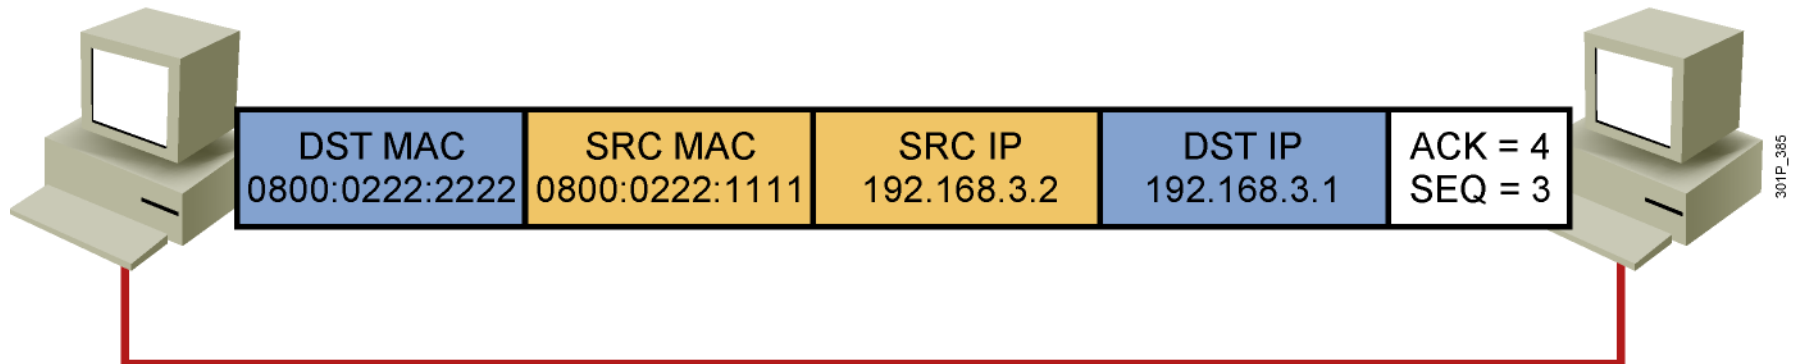 DST MAC
0800:0222:2222
SRC MAC
0800:0222:1111
SRC IP
192.168.3.2
DST IP
192.168.3.1
ACK = 4
SEQ = 3
301P_385